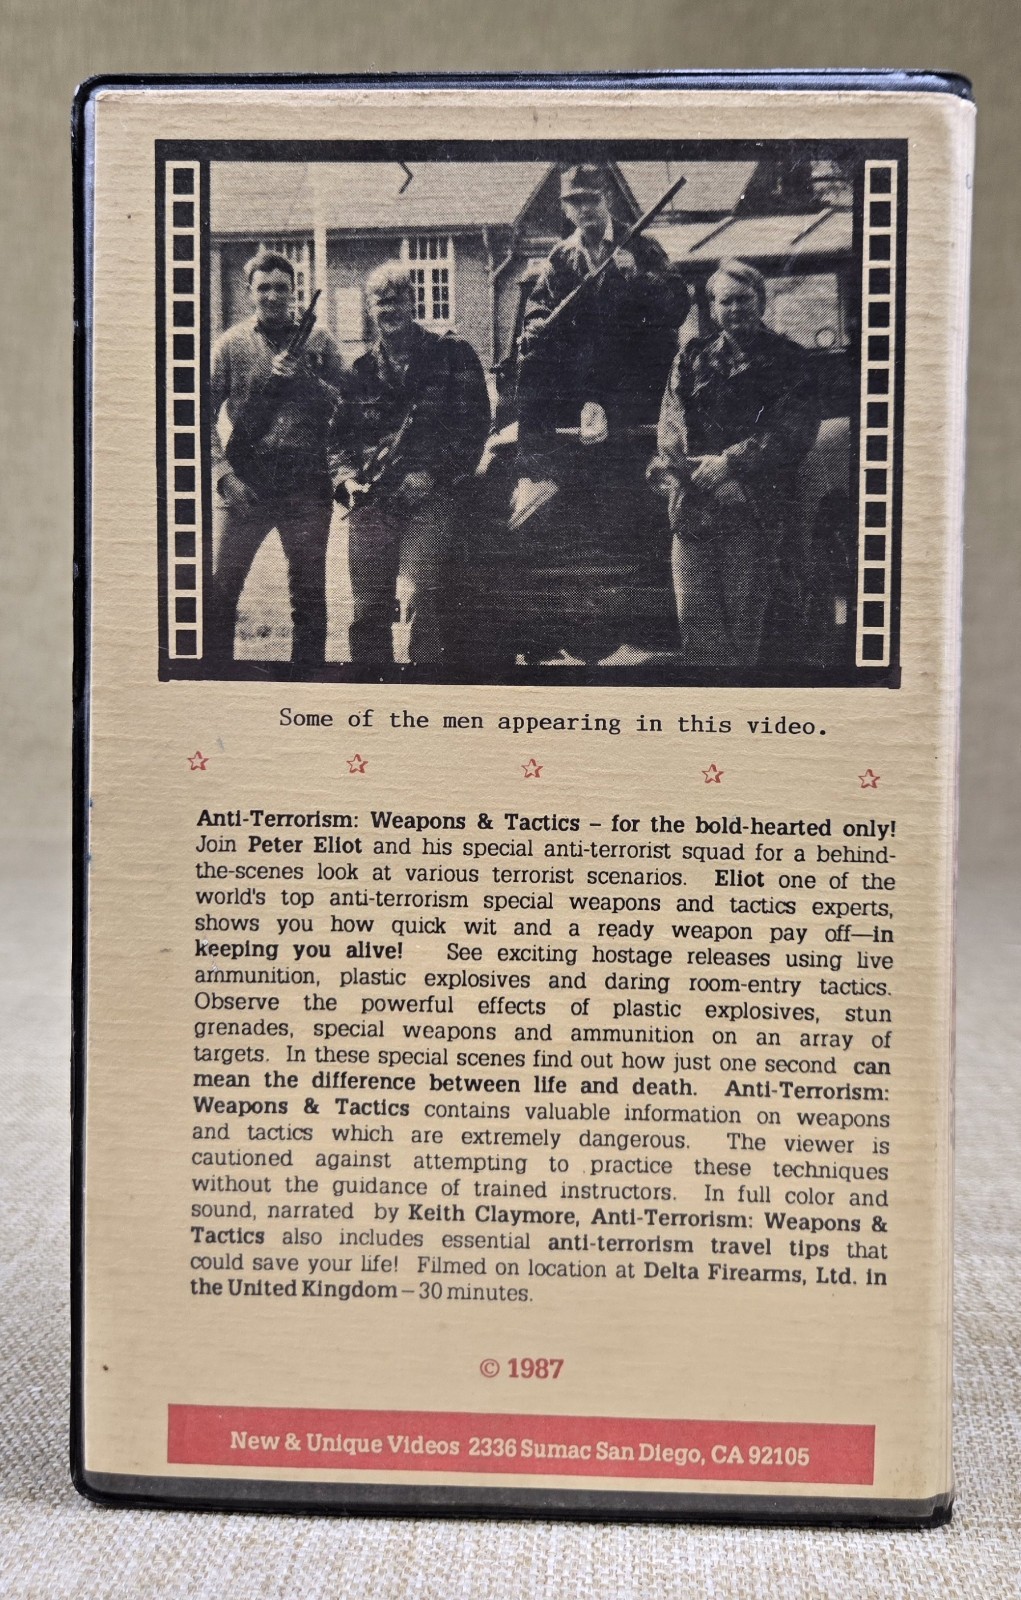 Some of the men appearing in this video.
Anti-Terrorism: Weapons & Tactics – for the bold-hearted only!
Join Peter Eliot and his special anti-terrorist squad for a behind-
the-scenes look at various terrorist scenarios. Eliot one of the
world's top anti-terrorism special weapons and tactics experts,
shows you how quick wit and a ready weapon pay off—in
keeping you alive! See exciting hostage releases using live
ammunition, plastic explosives and daring room-entry tactics.
Observe the powerful effects of plastic explosives, stun
grenades, special weapons and ammunition on an array of
targets. In these special scenes find out how just one second can
mean the difference between life and death. Anti-Terrorism:
Weapons & Tactics contains valuable information on weapons
and tactics which are extremely dangerous. The viewer is
cautioned against attempting to practice these techniques
without the guidance of trained instructors. In full color and
sound, narrated by Keith Claymore, Anti-Terrorism: Weapons &
Tactics also includes essential anti-terrorism travel tips that
could save your life! Filmed on location at Delta Firearms, Ltd. in
the United Kingdom – 30 minutes.
© 1987
New & Unique Videos 2336 Sumac San Diego, CA 92105